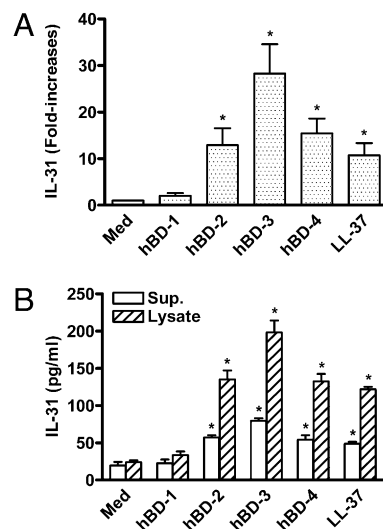 A
IL-31 (Fold-increases)
40
30
20
10
0
*
*
*
*
Med
hBD-1
hBD-2
hBD-3
hBD-4
LL-37
B
IL-31 (pg/ml)
250
200
150
100
50
0
Sup.
Lysate
*
*
*
*
*
*
*
*
Med
hBD-1
hBD-2
hBD-3
hBD-4
LL-37